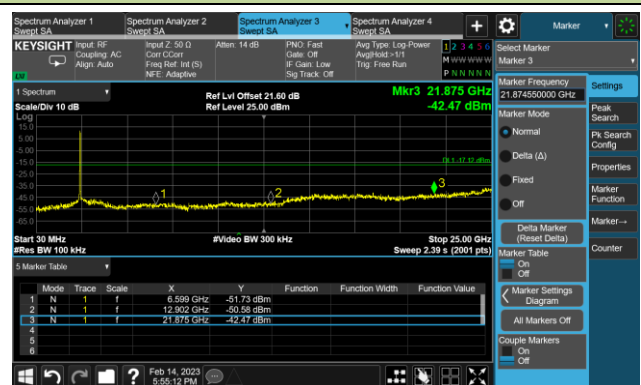 Spectrum Analyzer 1
Swept SA
Spectrum Analyzer 2
Swept SA
Spectrum Analyzer 3
Swept SA
Spectrum Analyzer 4
Swept SA
+
Marker
KEYSIGHT
Input: RF
Coupling: AC
Align: Auto
Input Z: 50 Ω
Corr CCorr
Freq Ref: Int (S)
NFE: Adaptive
Atten: 14 dB
PNO: Fast
Gate: Off
IF Gain: Low
Sig Track: Off
Avg Type: Log-Power
Avg|Hold:>1/1
Trig: Free Run
1 2 3 4 5 6
M W W W W W
P N N N N N
LVI
Select Marker
Marker 3
1 Spectrum
Scale/Div 10 dB
Ref Lvl Offset 21.60 dB
Ref Level 25.00 dBm
Mkr3 21.875 GHz
-42.47 dBm
Log
15.0
5.00
-5.00
-15.0
-25.0
-35.0
-45.0
-55.0
-65.0
DL1 -17.12 dBm
1
2
3
Start 30 MHz
#Res BW 100 kHz
#Video BW 300 kHz
Stop 25.00 GHz
Sweep 2.39 s (2001 pts)
5 Marker Table
Mode Trace Scale X Y Function Function Width Function Value
1 N 1 f 6.599 GHz -51.73 dBm
2 N 1 f 12.902 GHz -50.58 dBm
3 N 1 f 21.875 GHz -42.47 dBm
4
5
6
Marker Frequency
21.874550000 GHz
Marker Mode
Normal
Delta (Δ)
Fixed
Off
Delta Marker
(Reset Delta)
Marker Table
On
Off
Marker Settings
Diagram
All Markers Off
Couple Markers
On
Off
Settings
Peak
Search
Pk Search
Config
Properties
Marker
Function
Marker→
Counter
?
Feb 14, 2023
5:55:12 PM